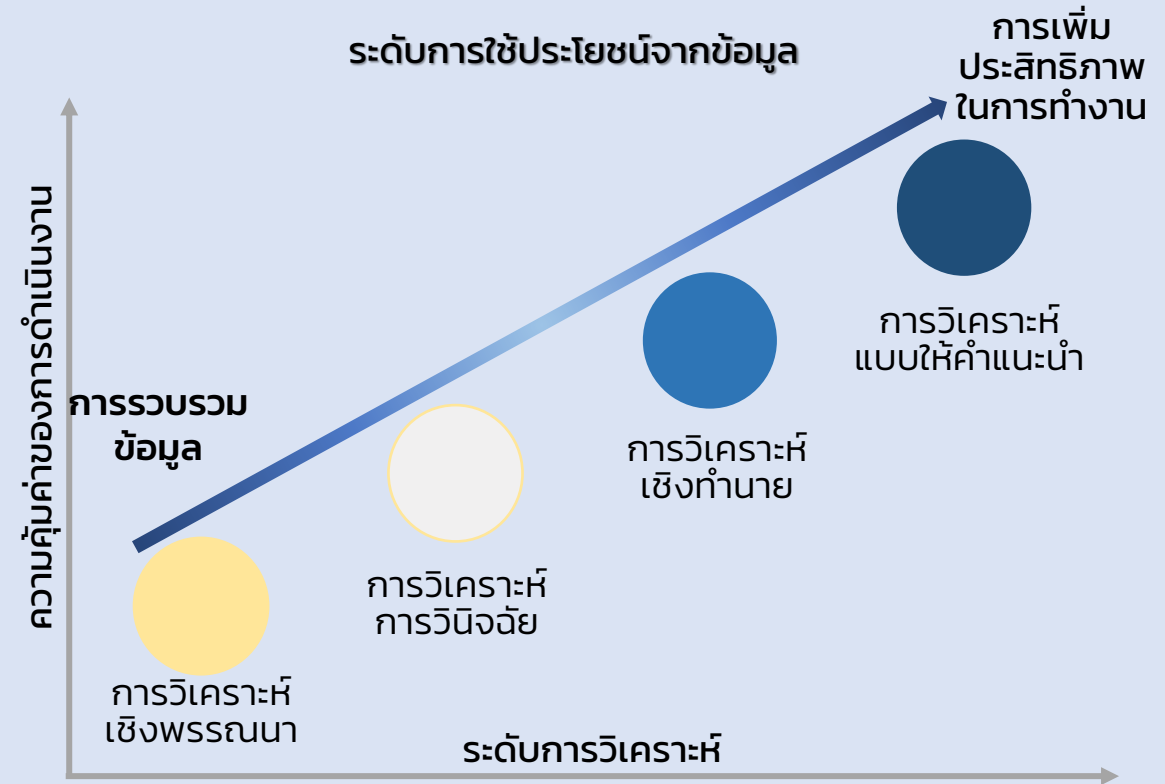 ระดับการใช้ประโยชน์จากข้อมูล
การเพิ่ม
ประสิทธิภาพ
ในการทำงาน
ความคุ้มค่าของการดำเนินงาน
การรวบรวม
ข้อมูล
การวิเคราะห์
แบบให้คำแนะนำ
การวิเคราะห์
เชิงทำนาย
การวิเคราะห์
การวินิจฉัย
การวิเคราะห์
เชิงพรรณนา
ระดับการวิเคราะห์